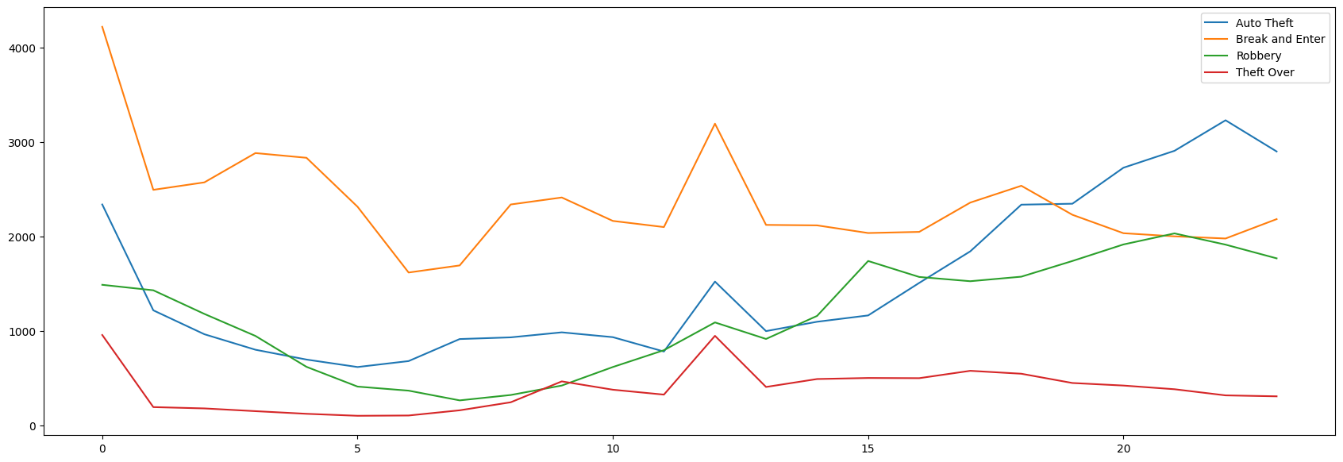 Auto Theft
Break and Enter
Robbery
Theft Over
4000
3000
2000
1000
0
0 5 10 15 20